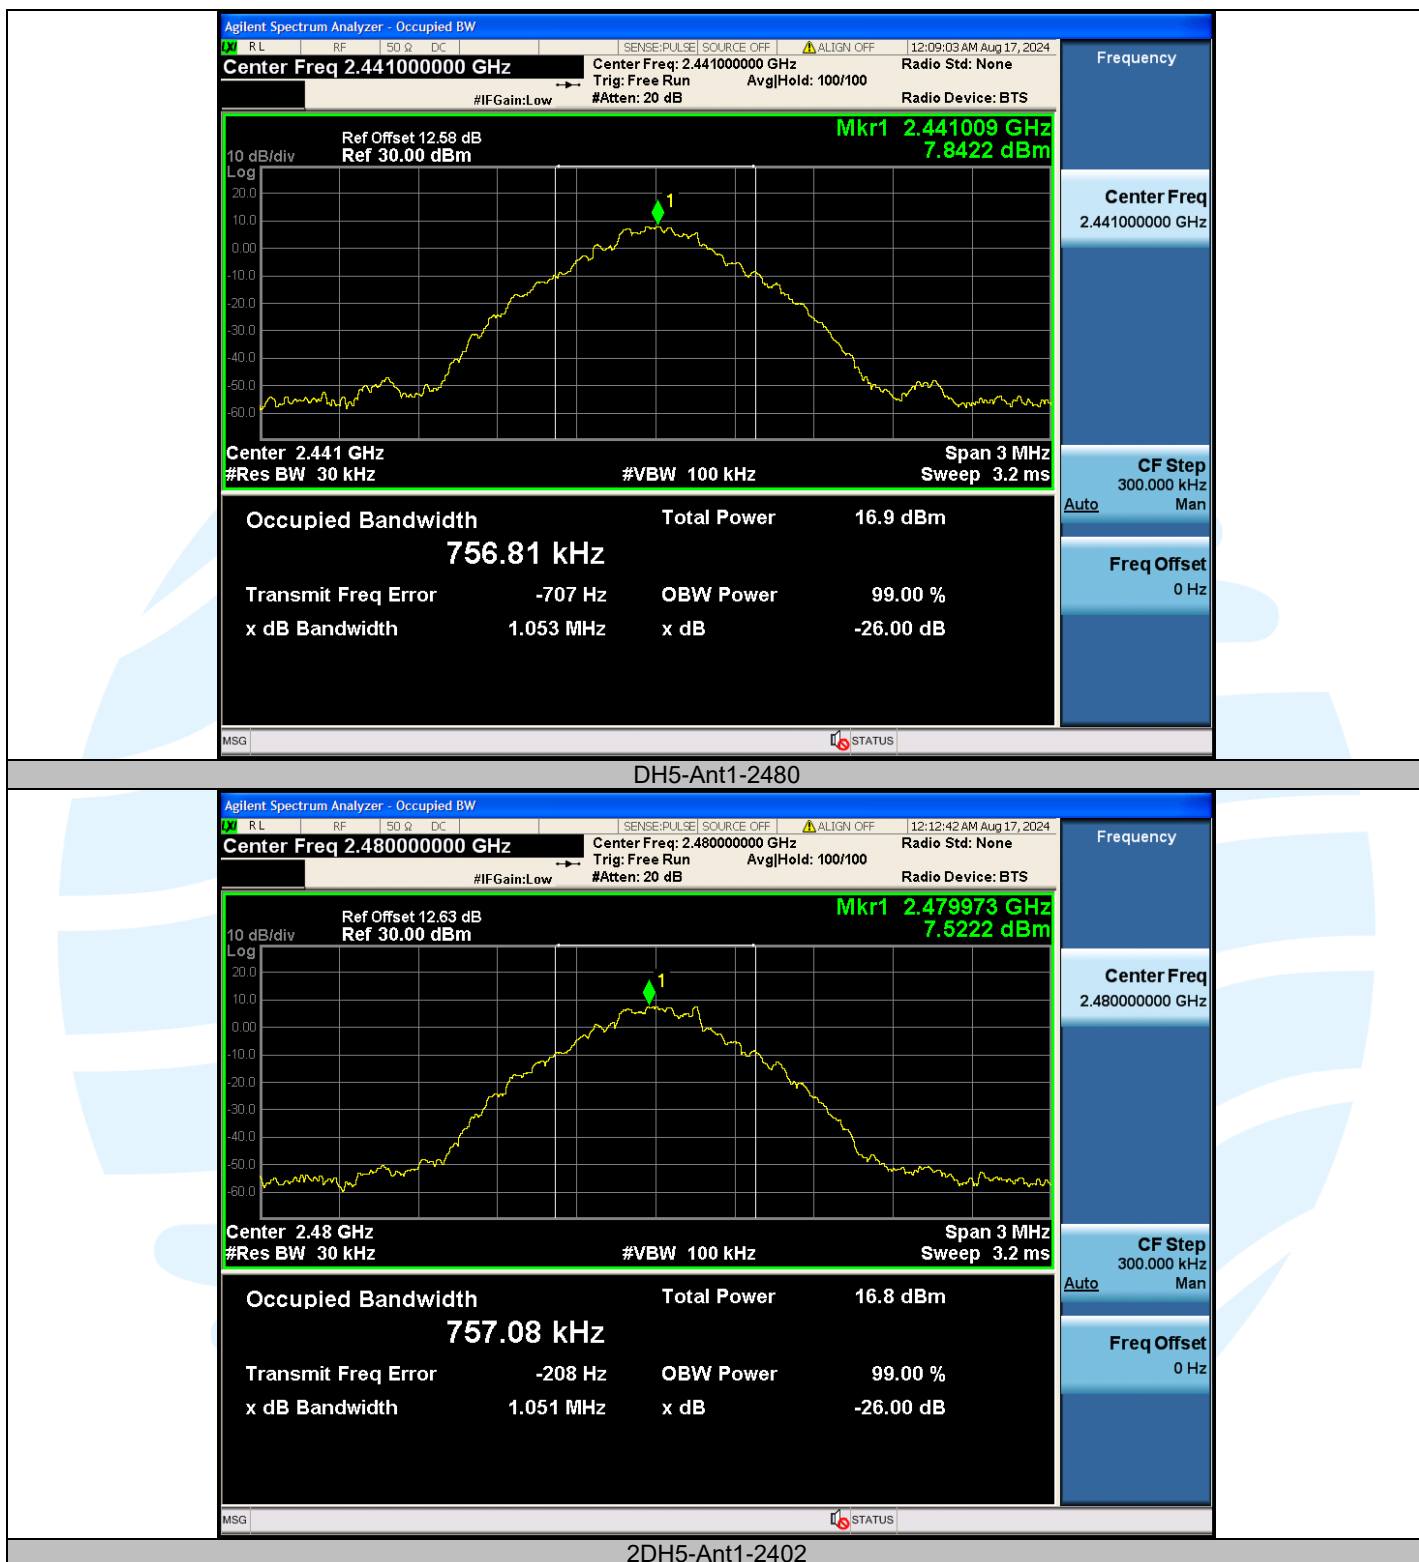 Agilent Spectrum Analyzer - Occupied BW
LXI RL RF 50 Ω DC SENSE:PULSE SOURCE OFF ALIGN OFF 12:09:03 AM Aug 17, 2024
Center Freq 2.441000000 GHz Center Freq: 2.441000000 GHz Radio Std: None
Trig: Free Run Avg|Hold: 100/100
#IFGain:Low #Atten: 20 dB Radio Device: BTS
Frequency
Mkr1 2.441009 GHz
7.8422 dBm
Ref Offset 12.58 dB
10 dB/div Ref 30.00 dBm
Log
20.0
10.0
0.00
-10.0
-20.0
-30.0
-40.0
-50.0
-60.0
1
Center 2.441 GHz Span 3 MHz
#Res BW 30 kHz #VBW 100 kHz Sweep 3.2 ms
Occupied Bandwidth Total Power 16.9 dBm
756.81 kHz
Transmit Freq Error -707 Hz OBW Power 99.00 %
x dB Bandwidth 1.053 MHz x dB -26.00 dB
Center Freq
2.441000000 GHz
CF Step
300.000 kHz
Auto Man
Freq Offset
0 Hz
MSG STATUS
DH5-Ant1-2480
Agilent Spectrum Analyzer - Occupied BW
LXI RL RF 50 Ω DC SENSE:PULSE SOURCE OFF ALIGN OFF 12:12:42 AM Aug 17, 2024
Center Freq 2.480000000 GHz Center Freq: 2.480000000 GHz Radio Std: None
Trig: Free Run Avg|Hold: 100/100
#IFGain:Low #Atten: 20 dB Radio Device: BTS
Frequency
Mkr1 2.479973 GHz
7.5222 dBm
Ref Offset 12.63 dB
10 dB/div Ref 30.00 dBm
Log
20.0
10.0
0.00
-10.0
-20.0
-30.0
-40.0
-50.0
-60.0
1
Center 2.48 GHz Span 3 MHz
#Res BW 30 kHz #VBW 100 kHz Sweep 3.2 ms
Occupied Bandwidth Total Power 16.8 dBm
757.08 kHz
Transmit Freq Error -208 Hz OBW Power 99.00 %
x dB Bandwidth 1.051 MHz x dB -26.00 dB
Center Freq
2.480000000 GHz
CF Step
300.000 kHz
Auto Man
Freq Offset
0 Hz
MSG STATUS
2DH5-Ant1-2402